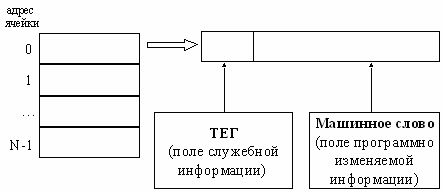 адрес
ячейки
0
1
...
N-1
ТЕГ
(поле служебной
информации)
Машинное слово
(поле программно
изменяемой
информации)